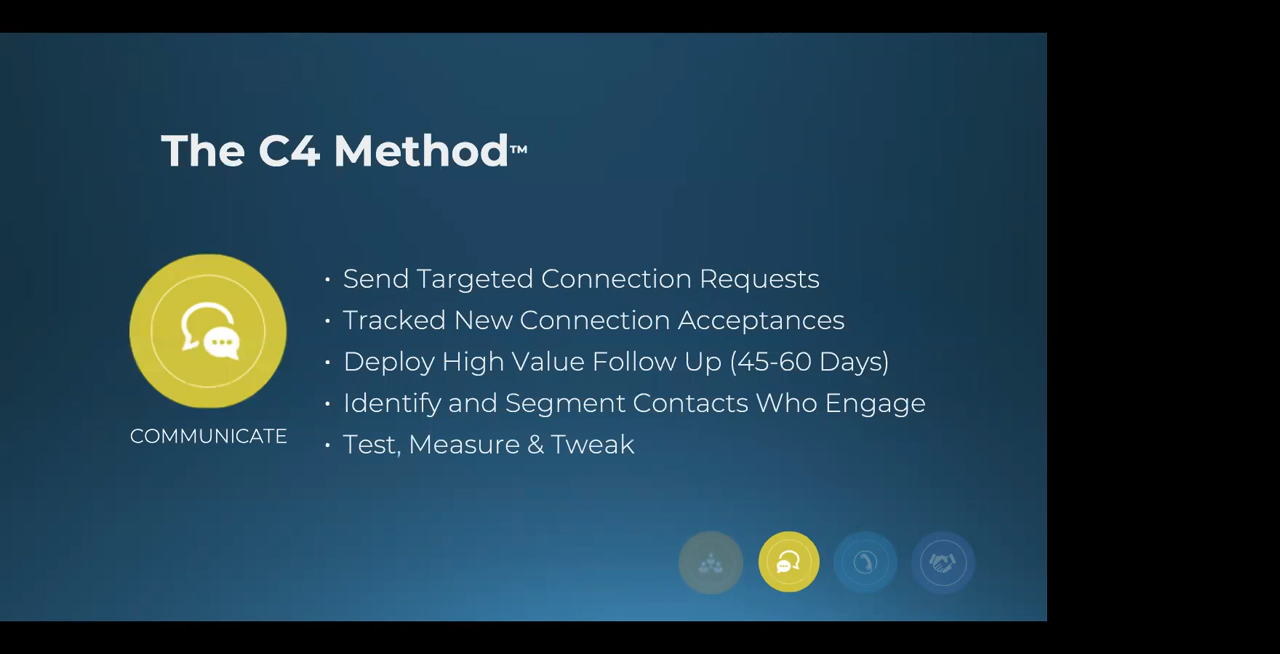 The C4 Method™
• Send Targeted Connection Requests
• Tracked New Connection Acceptances
• Deploy High Value Follow Up (45-60 Days)
• Identify and Segment Contacts Who Engage
• Test, Measure & Tweak
COMMUNICATE